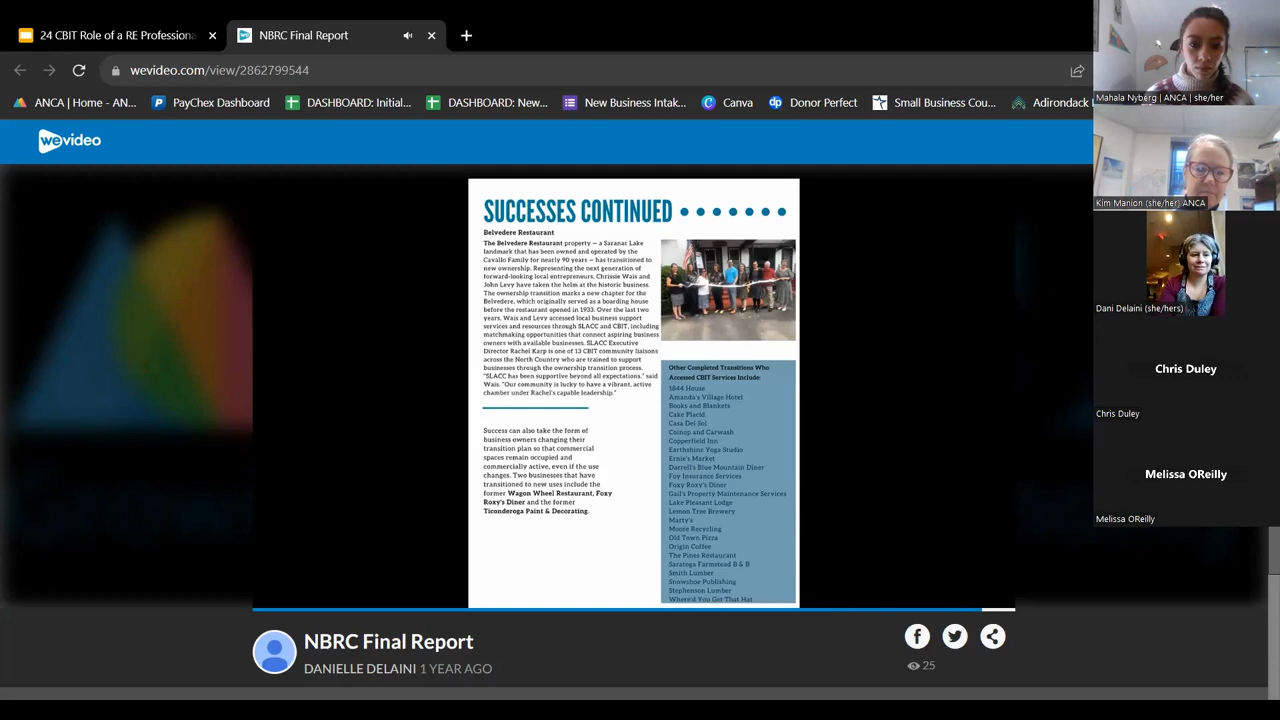 24 CBIT Role of a RE Professiona
NBRC Final Report
wevideo.com/view/2862799544
ANCA | Home - AN...
PayChex Dashboard
DASHBOARD: Initia...
DASHBOARD: New...
New Business Intak...
Canva
Donor Perfect
Small Business Cou...
Adirondack
wevideo
SUCCESSES CONTINUED
Belvedere Restaurant
The Belvedere Restaurant property — a Saranac Lake
landmark that has been owned and operated by the
Cavallo Family for nearly 90 years — has transitioned to
new ownership. Representing the next generation of
forward-looking local entrepreneurs, Chrissie Wais and
John Levy have taken the helm at the historic business.
The ownership transition marks a new chapter for the
Belvedere, which originally served as a boarding house
before the restaurant opened in 1933. Over the last two
years, Wais and Levy accessed local business support
services and resources through SLACC and CBIT, including
matchmaking opportunities that connect aspiring business
owners with available businesses. SLACC Executive
Director Rachel Karp is one of 13 CBIT community liaisons
across the North Country who are trained to support
businesses through the ownership transition process.
"SLACC has been supportive beyond all expectations," said
Wais. "Our community is lucky to have a vibrant, active
chamber under Rachel's capable leadership."
Success can also take the form of
business owners changing their
transition plan so that commercial
spaces remain occupied and
commercially active, even if the use
changes. Two businesses that have
transitioned to new uses include the
former Wagon Wheel Restaurant, Foxy
Roxy's Diner and the former
Ticonderoga Paint & Decorating.
Other Completed Transitions Who
Accessed CBIT Services Include:
1844 House
Amanda's Village Hotel
Books and Blankets
Cake Placid
Casa Del Sol
Coinop and Carwash
Copperfield Inn
Earthshine Yoga Studio
Ernie's Market
Darrell's Blue Mountain Diner
Foy Insurance Services
Foxy Roxy's Diner
Gail's Property Maintenance Services
Lake Pleasant Lodge
Lemon Tree Brewery
Marty's
Moore Recycling
Old Town Pizza
Origin Coffee
The Pines Restaurant
Saratoga Farmstead B & B
Smith Lumber
Snowshoe Publishing
Stephenson Lumber
Where'd You Get That Hat
NBRC Final Report
DANIELLE DELAINI 1 YEAR AGO
25
Mahala Nyberg | ANCA | she/her
Kim Manion (she/her) ANCA
Dani Delaini (she/hers)
Chris Duley
Chris Duley
Melissa OReilly
Melissa OReilly